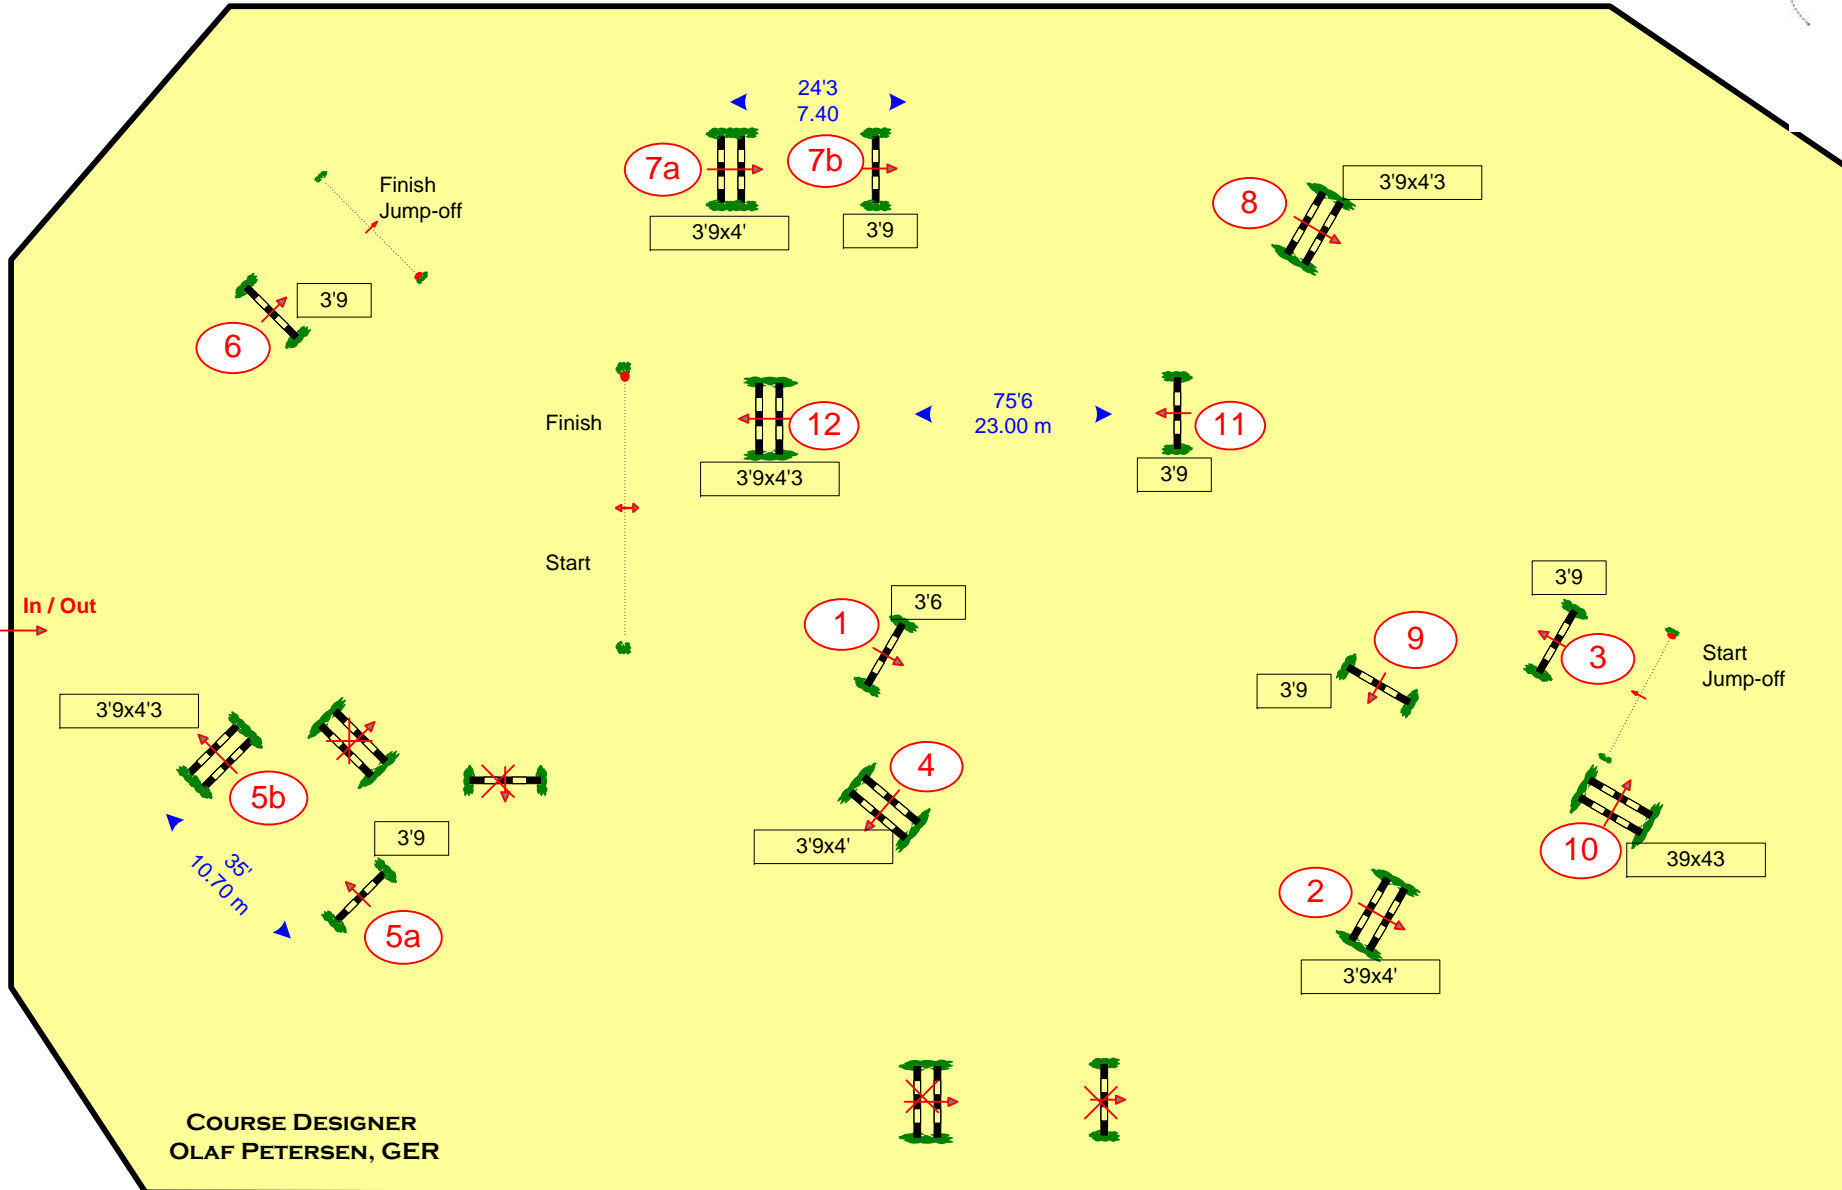 24'3
7.40
7a
7b
3'9x4'
3'9
8
3'9x4'3
Finish
Jump-off
6
3'9
Finish
12
3'9x4'3
75'6
23.00 m
11
3'9
Start
In / Out
1
3'6
3'9
3
9
3'9
Start
Jump-off
3'9x4'3
5b
4
3'9x4'
3'9
35'
10.70 m
5a
10
39x43
2
3'9x4'
COURSE DESIGNER
OLAF PETERSEN, GER